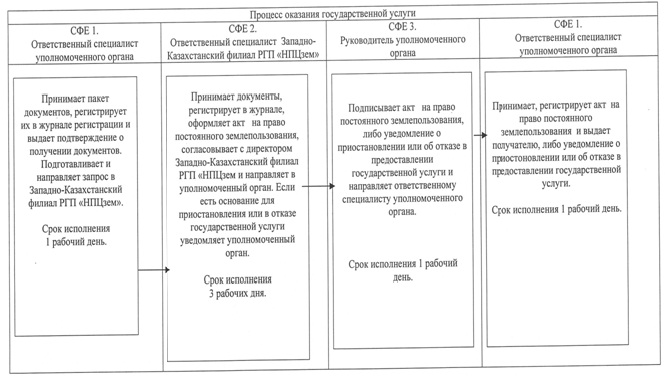 Процесс оказания государственной услуги
СФЕ 1.
Ответственный специалист
уполномоченного органа
СФЕ 2.
Ответственный специалист Западно-
Казахстанский филиал РГП «НПЦзем»
СФЕ 3.
Руководитель уполномоченного
органа
СФЕ 1.
Ответственный специалист
уполномоченного органа
Принимает пакет
документов, регистрирует
их в журнале регистрации и
выдает подтверждение о
получении документов.
Подготавливает и
направляет запрос в
Западно-Казахстанский
филиал РГП «НПЦзем».
Срок исполнения
1 рабочий день.
Принимает документы,
регистрирует в журнале,
оформляет акт на право
постоянного землепользования,
согласовывает с директором
Западно-Казахстанский филиал
РГП «НПЦзем и направляет в
уполномоченный орган. Если
есть основание для
приостановления или в отказе
государственной услуги
уведомляет уполномоченный
орган.
Срок исполнения
3 рабочих дня.
Подписывает акт на право
постоянного землепользования,
либо уведомление о
приостановлении или об отказе в
предоставлении
государственной услуги и
направляет ответственному
специалисту уполномоченного
органа.
Срок исполнения 1 рабочий
день.
Принимает, регистрирует акт на
право постоянного
землепользования и выдает
получателю, либо уведомление о
приостоновлении или об отказе в
предоставлении государственной
услуги.
Срок исполнения 1 рабочий день.